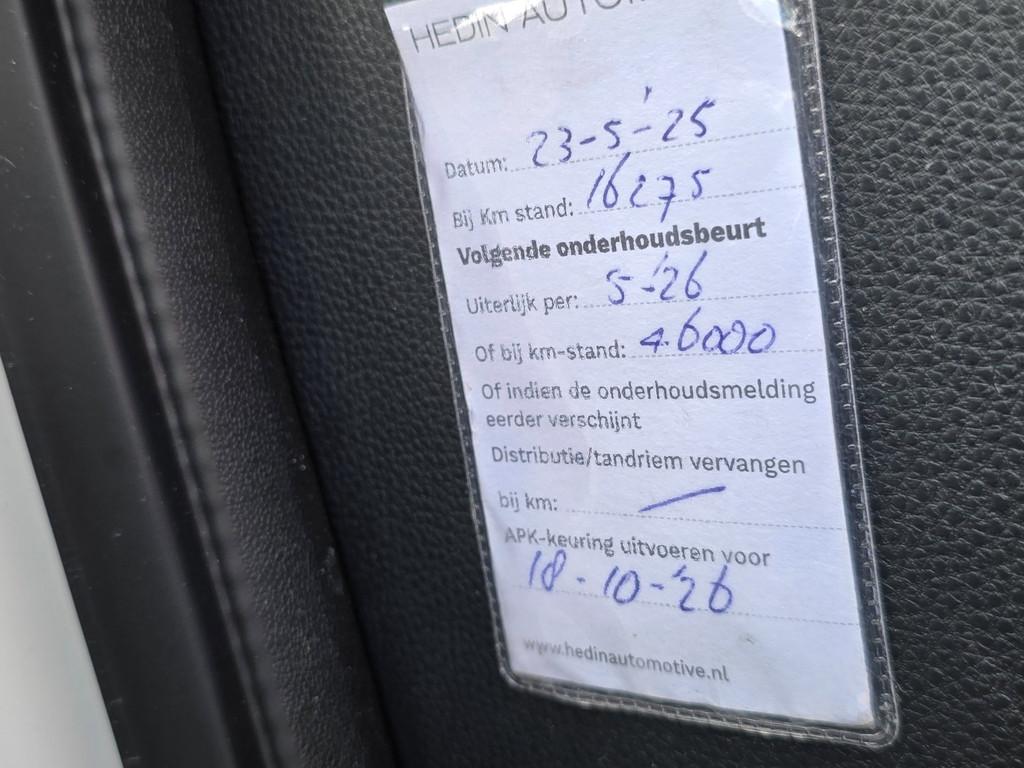 HEDIN AUTOM
Datum: 23-5-'25
Bij Km stand: 16275
Volgende onderhoudsbeurt
Uiterlijk per: 5-'26
Of bij km-stand: 46000
Of indien de onderhoudsmelding
eerder verschijnt
Distributie/tandriem vervangen
bij km: —
APK-keuring uitvoeren voor
18-10-'26
www.hedinautomotive.nl